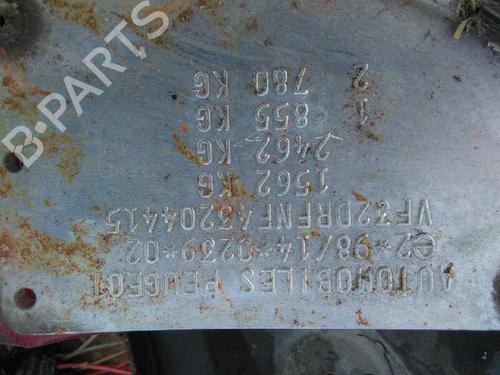 AUTOMOBILES PEUGEOT
e2*98/14*0239*02
VF32DRFNF43204415
1562 KG
2462 KG
1 855 KG
2 780 KG
B-PARTS